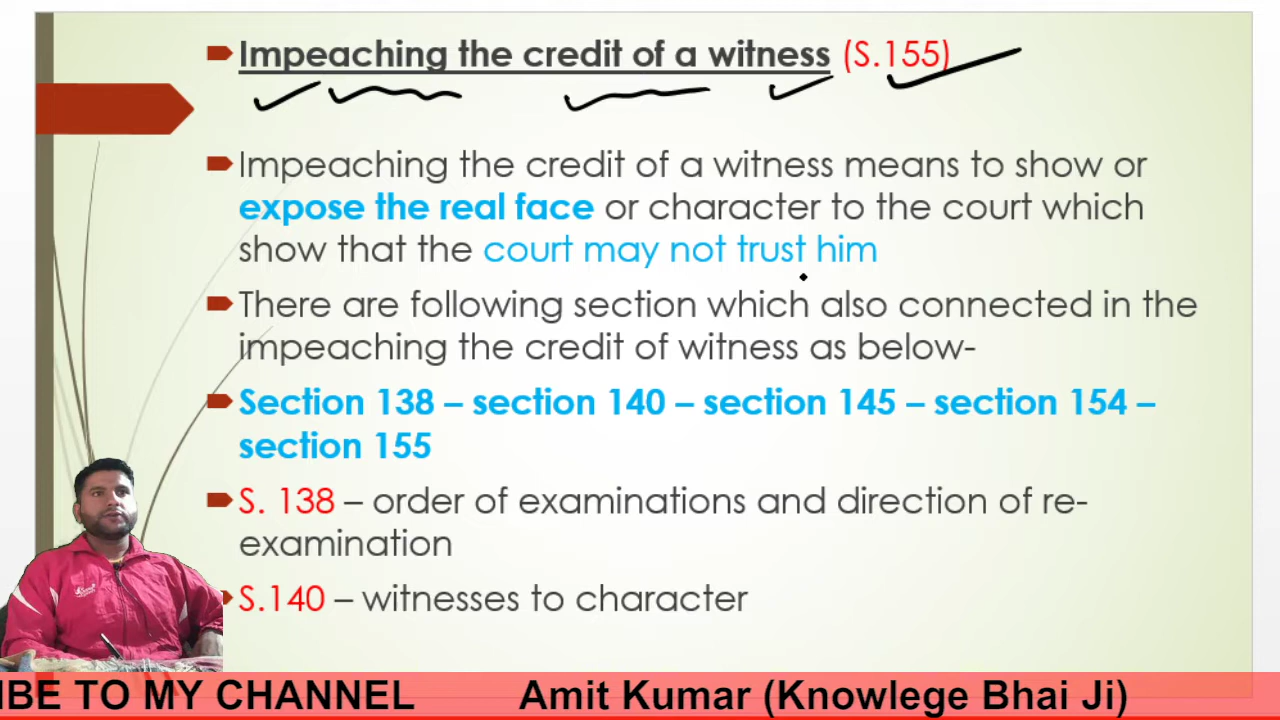 Impeaching the credit of a witness (S.155)
Impeaching the credit of a witness means to show or
expose the real face or character to the court which
show that the court may not trust him
There are following section which also connected in the
impeaching the credit of witness as below-
Section 138 – section 140 – section 145 – section 154 –
section 155
S. 138 – order of examinations and direction of re-
examination
S.140 – witnesses to character
IBE TO MY CHANNEL Amit Kumar (Knowlege Bhai Ji)